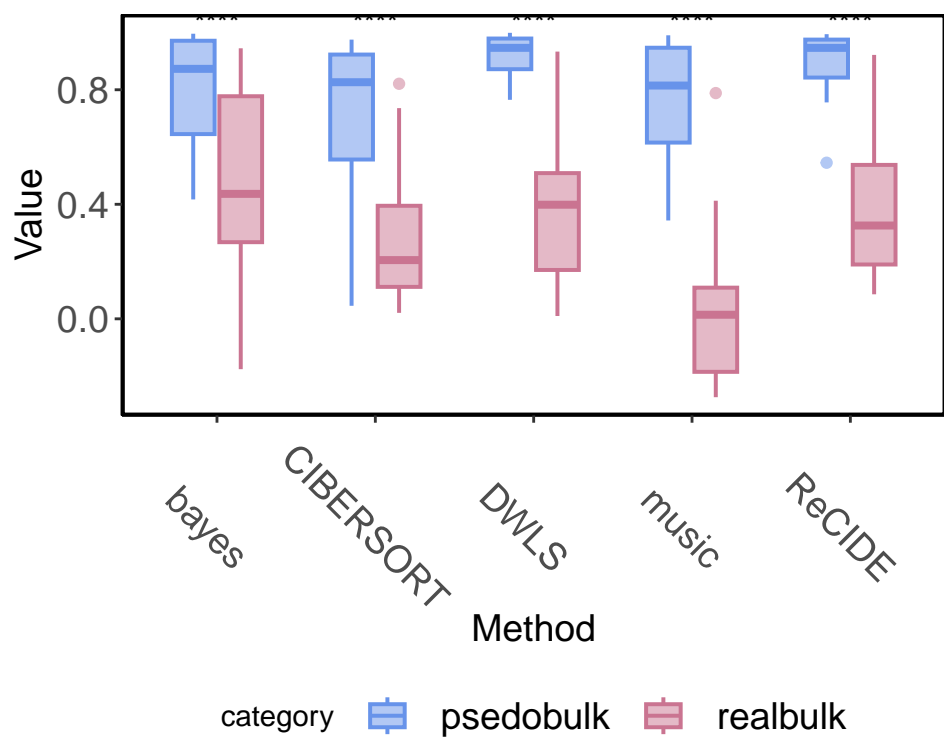 0.8
0.4
0.0
Value
bayes
CIBERSORT
DWLS
music
ReCIDE
Method
category psedobulk realbulk